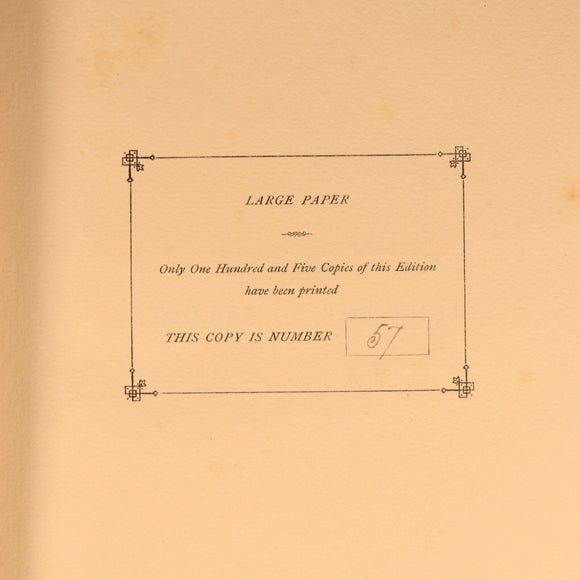 LARGE PAPER
Only One Hundred and Five Copies of this Edition
have been printed
THIS COPY IS NUMBER 57